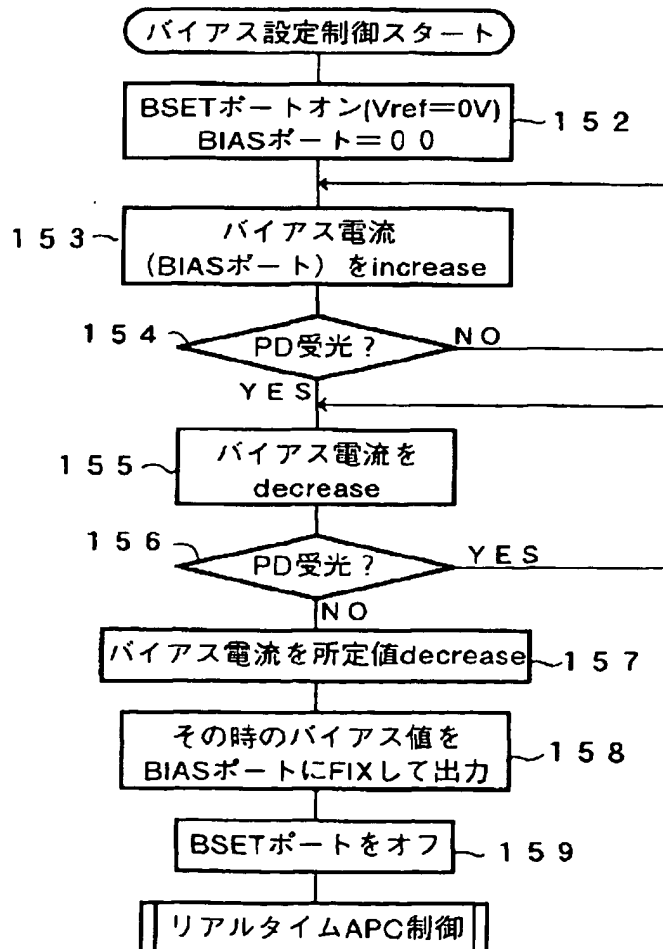 バイアス設定制御スタート
BSETポートオン(Vref=0V)
BIASポート=00
152
バイアス電流
(BIASポート)をincrease
153
154
PD受光?
NO
YES
バイアス電流を
decrease
155
156
PD受光?
YES
NO
バイアス電流を所定値decrease
157
その時のバイアス値を
BIASポートにFIXして出力
158
BSETポートをオフ
159
リアルタイムAPC制御